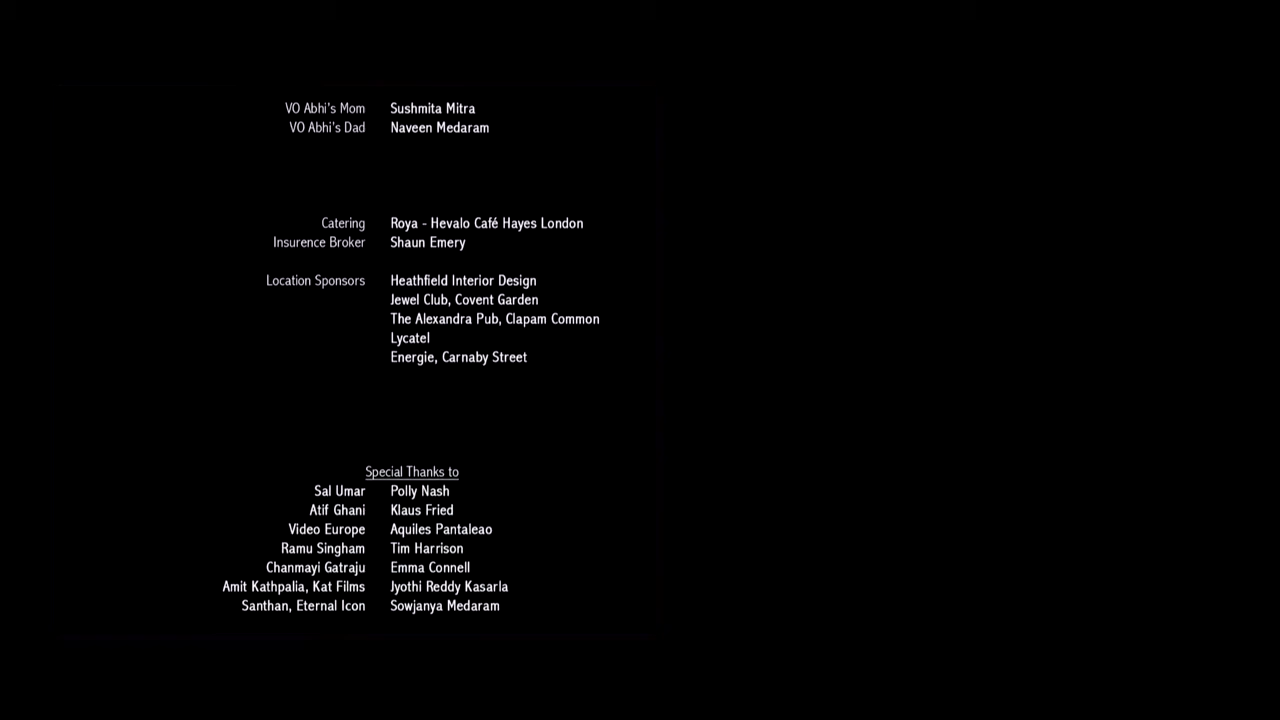 VO Abhi's Mom Sushmita Mitra
VO Abhi's Dad Naveen Medaram
Catering Roya - Hevalo Café Hayes London
Insurence Broker Shaun Emery
Location Sponsors Heathfield Interior Design
Jewel Club, Covent Garden
The Alexandra Pub, Clapam Common
Lycatel
Energie, Carnaby Street
Special Thanks to
Sal Umar Polly Nash
Atif Ghani Klaus Fried
Video Europe Aquiles Pantaleao
Ramu Singham Tim Harrison
Chanmayi Gatraju Emma Connell
Amit Kathpalia, Kat Films Jyothi Reddy Kasarla
Santhan, Eternal Icon Sowjanya Medaram